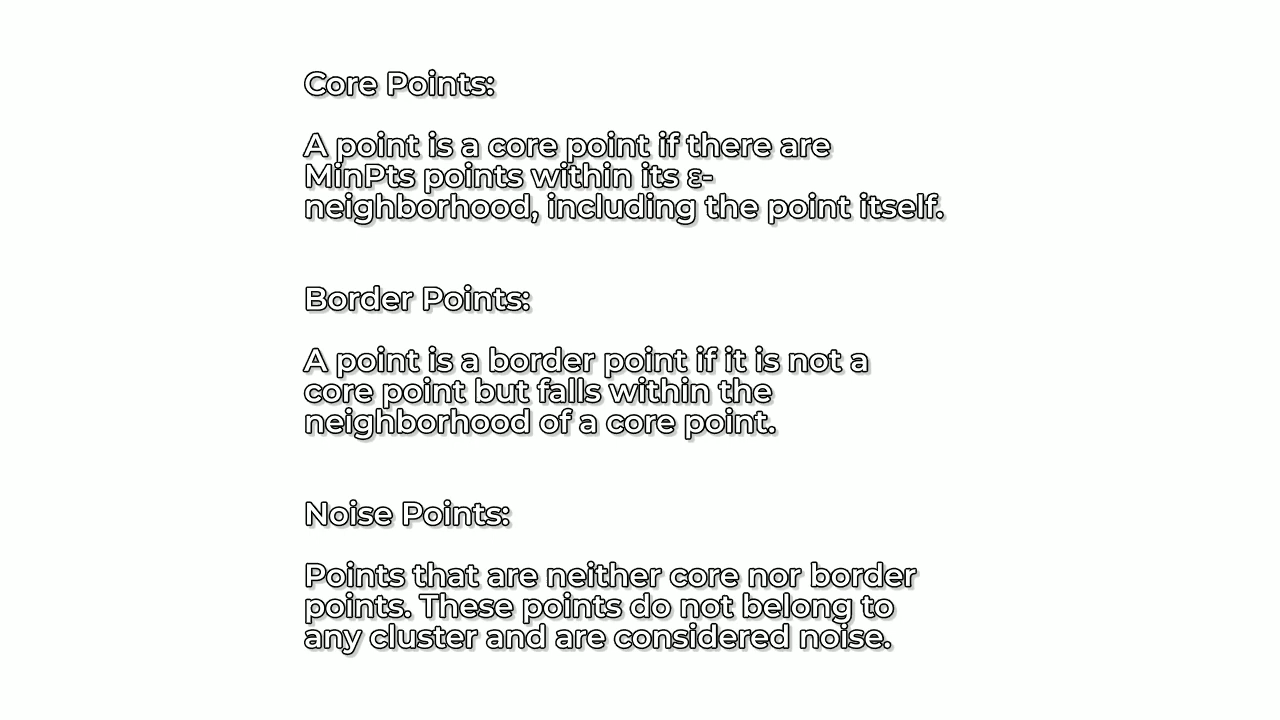 Core Points:
A point is a core point if there are
MinPts points within its ε-
neighborhood, including the point itself.
Border Points:
A point is a border point if it is not a
core point but falls within the
neighborhood of a core point.
Noise Points:
Points that are neither core nor border
points. These points do not belong to
any cluster and are considered noise.